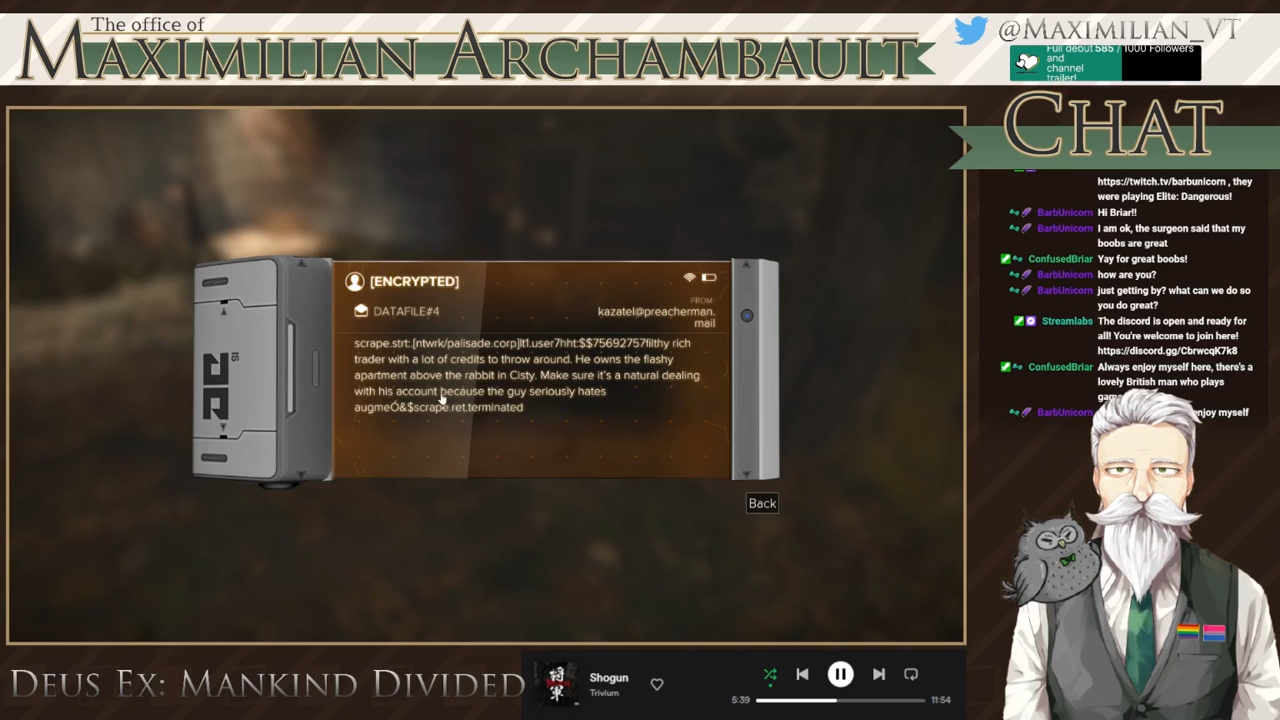 The office of
MAXIMILIAN ARCHAMBAULT
@MAXIMILIAN_VT
Full debut 585 / 1000 Followers
and
channel
trailer!
CHAT
https://twitch.tv/barbunicorn , they
were playing Elite: Dangerous!
BarbUnicorn Hi Briar!!
BarbUnicorn I am ok, the surgeon said that my
boobs are great
ConfusedBriar Yay for great boobs!
BarbUnicorn how are you?
BarbUnicorn just getting by? what can we do so
you do great?
Streamlabs The discord is open and ready for
all! You're welcome to join here!
https://discord.gg/CbrwcqK7k8
ConfusedBriar Always enjoy myself here, there's a
lovely British man who plays
BarbUnicorn enjoy myself
[ENCRYPTED]
DATAFILE#4
FROM:
kazatel@preacherman.
mail
scrape.strt:.[ntwrk/palisade.corp]lt1.user7hht:$$75692757filthy rich
trader with a lot of credits to throw around. He owns the flashy
apartment above the rabbit in Cisty. Make sure it's a natural dealing
with his account because the guy seriously hates
augmeÓ&$scrape.ret.terminated
Back
DEUS EX: MANKIND DIVIDED
将軍
Shogun
Trivium
5:39
11:54